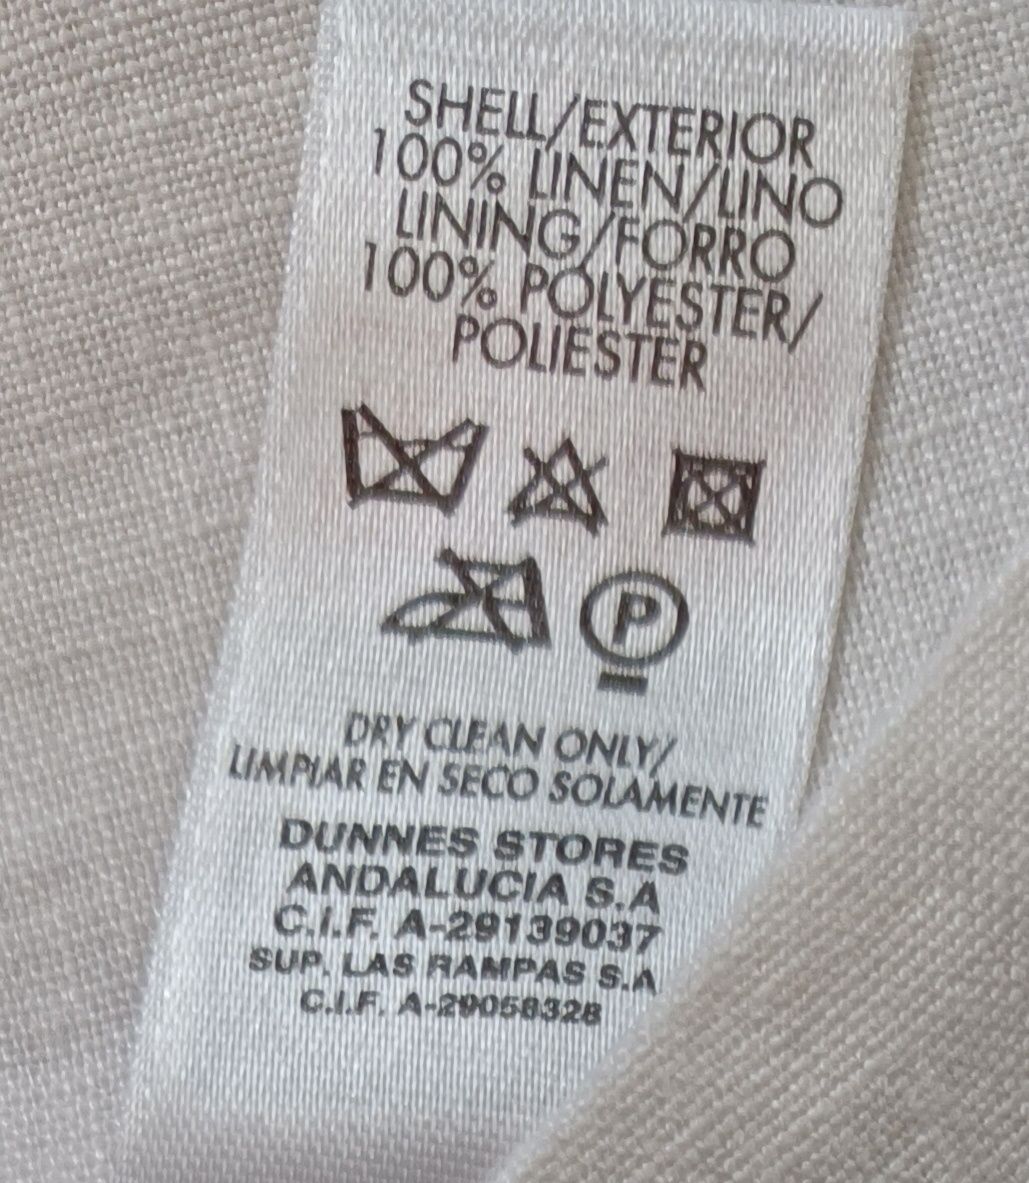 SHELL/EXTERIOR
100% LINEN/LINO
LINING/FORRO
100% POLYESTER/
POLIESTER
P
DRY CLEAN ONLY/
LIMPIAR EN SECO SOLAMENTE
DUNNES STORES
ANDALUCIA S.A
C.I.F. A-29139037
SUP. LAS RAMPAS S.A
C.I.F. A-29058328